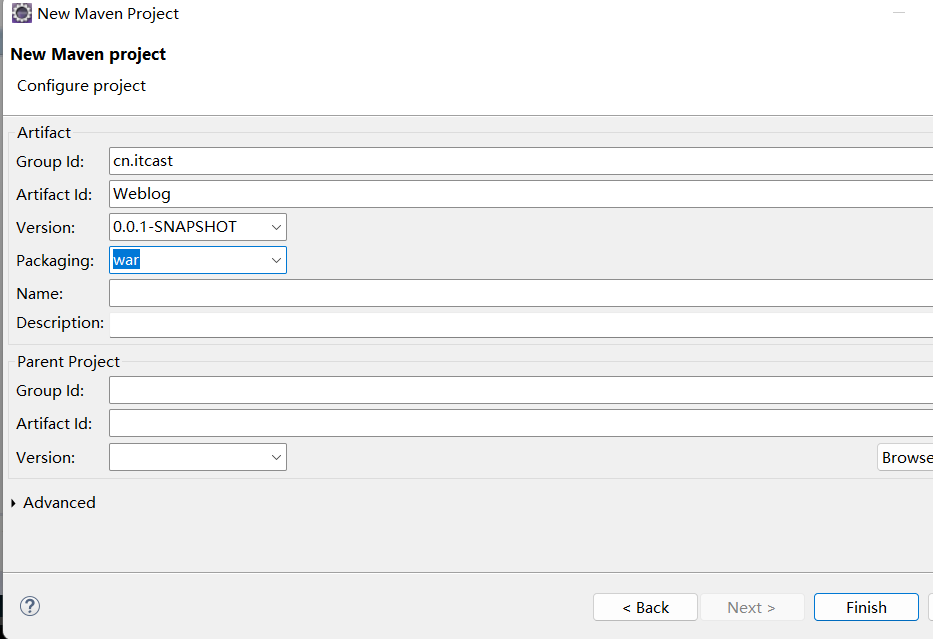 New Maven Project
New Maven project
Configure project
Artifact
Group Id: cn.itcast
Artifact Id: Weblog
Version: 0.0.1-SNAPSHOT
Packaging: war
Name:
Description:
Parent Project
Group Id:
Artifact Id:
Version:
Browse
Advanced
?
< Back Next > Finish